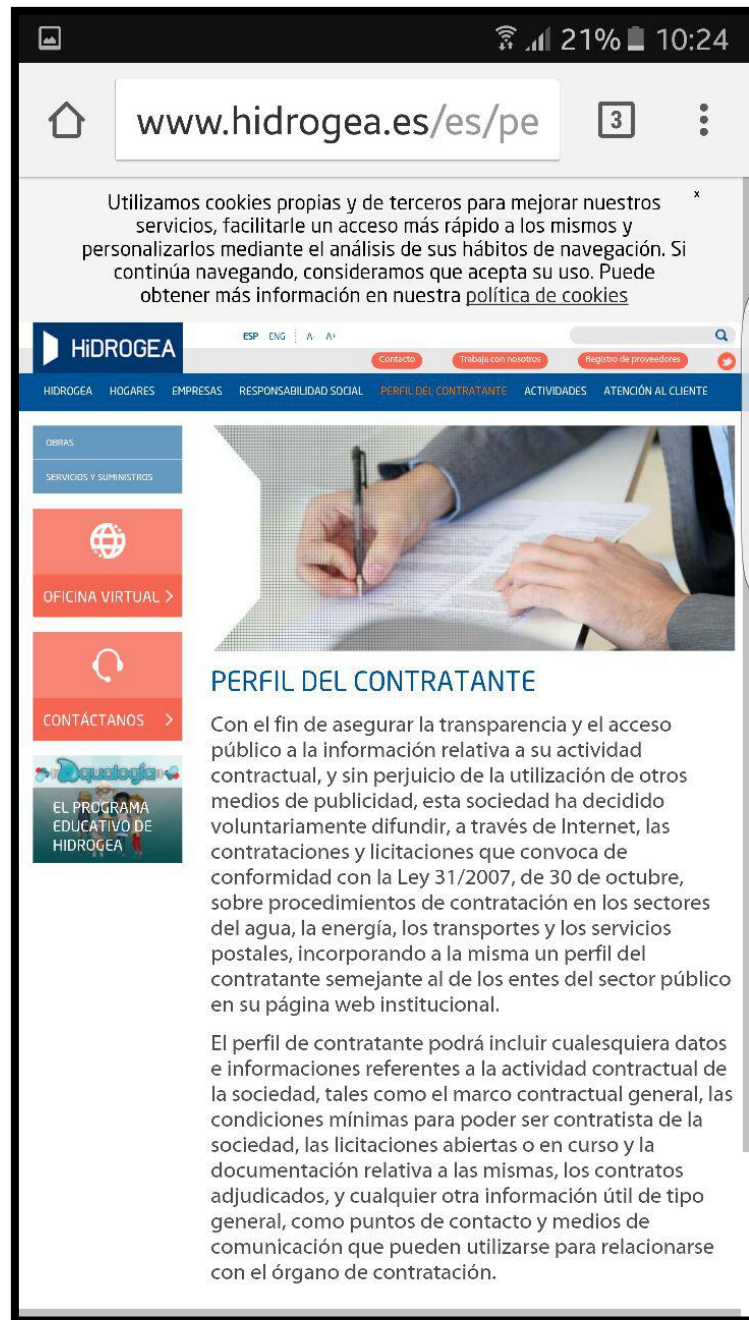 21% 10:24
www.hidrogea.es/es/pe
3
Utilizamos cookies propias y de terceros para mejorar nuestros
servicios, facilitarle un acceso más rápido a los mismos y
personalizarlos mediante el análisis de sus hábitos de navegación. Si
continúa navegando, consideramos que acepta su uso. Puede
obtener más información en nuestra política de cookies
x
HiDROGEA
ESP ENG A- A+
Contacto Trabaja con nosotros Registro de proveedores
HIDROGEA HOGARES EMPRESAS RESPONSABILIDAD SOCIAL PERFIL DEL CONTRATANTE ACTIVIDADES ATENCIÓN AL CLIENTE
OBRAS
SERVICIOS Y SUMINISTROS
OFICINA VIRTUAL >
CONTÁCTANOS >
Aqualogía
EL PROGRAMA
EDUCATIVO DE
HIDROGEA
PERFIL DEL CONTRATANTE
Con el fin de asegurar la transparencia y el acceso
público a la información relativa a su actividad
contractual, y sin perjuicio de la utilización de otros
medios de publicidad, esta sociedad ha decidido
voluntariamente difundir, a través de Internet, las
contrataciones y licitaciones que convoca de
conformidad con la Ley 31/2007, de 30 de octubre,
sobre procedimientos de contratación en los sectores
del agua, la energía, los transportes y los servicios
postales, incorporando a la misma un perfil del
contratante semejante al de los entes del sector público
en su página web institucional.
El perfil de contratante podrá incluir cualesquiera datos
e informaciones referentes a la actividad contractual de
la sociedad, tales como el marco contractual general, las
condiciones mínimas para poder ser contratista de la
sociedad, las licitaciones abiertas o en curso y la
documentación relativa a las mismas, los contratos
adjudicados, y cualquier otra información útil de tipo
general, como puntos de contacto y medios de
comunicación que pueden utilizarse para relacionarse
con el órgano de contratación.